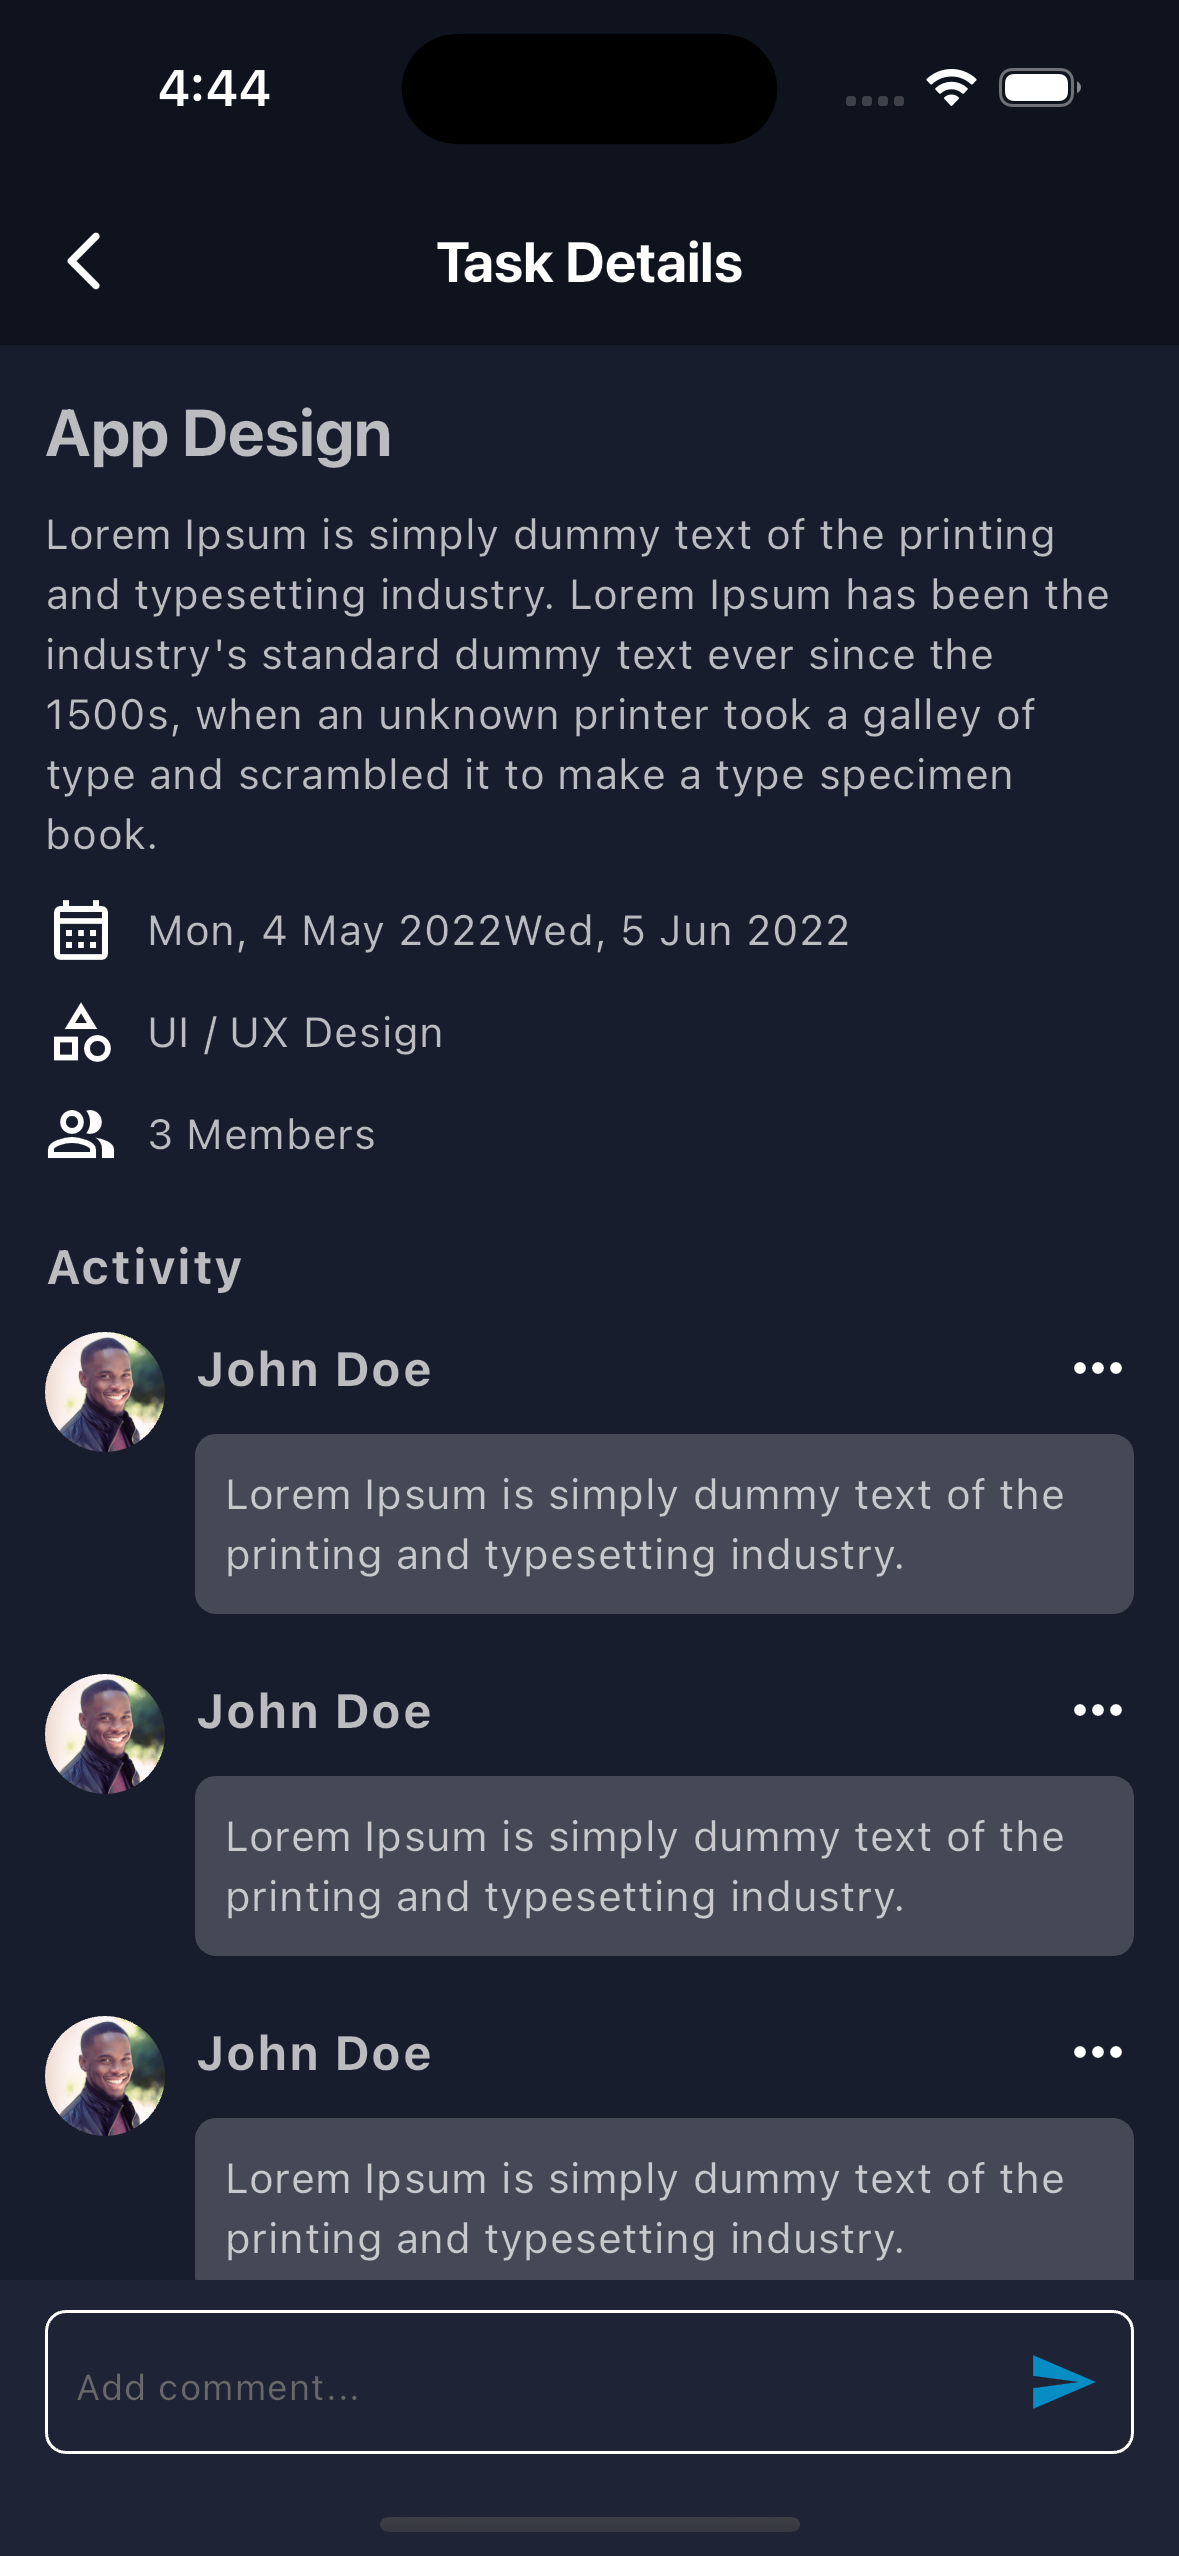 4:44
Task Details
App Design
Lorem Ipsum is simply dummy text of the printing
and typesetting industry. Lorem Ipsum has been the
industry's standard dummy text ever since the
1500s, when an unknown printer took a galley of
type and scrambled it to make a type specimen
book.
Mon, 4 May 2022Wed, 5 Jun 2022
UI / UX Design
3 Members
Activity
John Doe
Lorem Ipsum is simply dummy text of the
printing and typesetting industry.
John Doe
Lorem Ipsum is simply dummy text of the
printing and typesetting industry.
John Doe
Lorem Ipsum is simply dummy text of the
printing and typesetting industry.
Add comment...